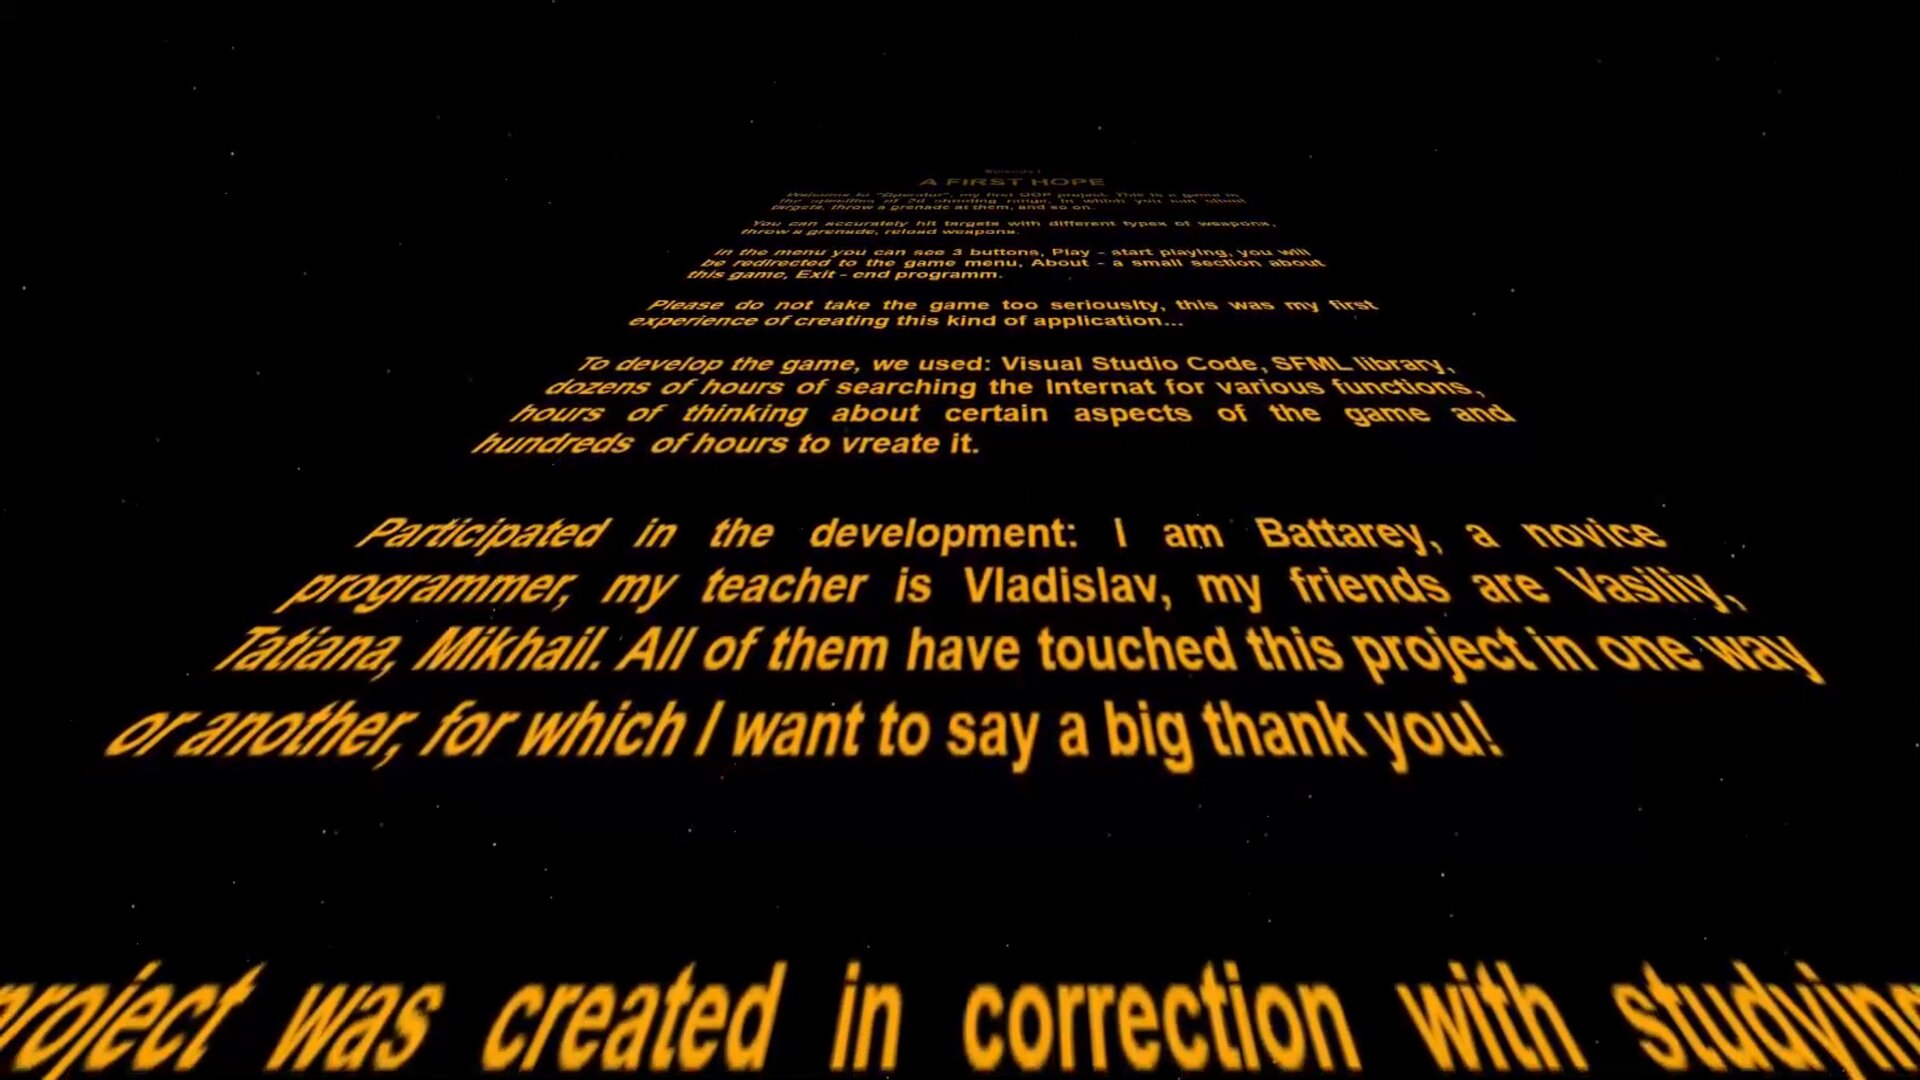 Episode I
A FIRST HOPE
Welcome to "Operator", my first OOP project. This is a game in
the operation of 2d shooting range, in which you can shoot
targets, throw a grenade at them, and so on.
You can accurately hit targets with different types of weapons,
throw a grenade, reload weapons.
In the menu you can see 3 buttons, Play - start playing, you will
be redirected to the game menu, About - a small section about
this game, Exit - end programm.
Please do not take the game too seriouslty, this was my first
experience of creating this kind of application...
To develop the game, we used: Visual Studio Code, SFML library,
dozens of hours of searching the Internat for various functions,
hours of thinking about certain aspects of the game and
hundreds of hours to vreate it.
Participated in the development: I am Battarey, a novice
programmer, my teacher is Vladislav, my friends are Vasiliy,
Tatiana, Mikhail. All of them have touched this project in one way
or another, for which I want to say a big thank you!
project was created in correction with studying